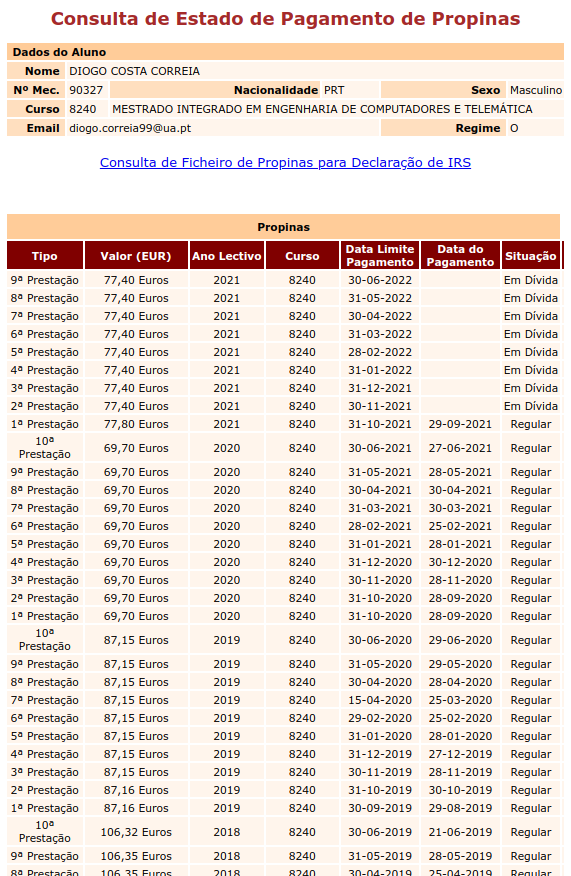 Consulta de Estado de Pagamento de Propinas
Dados do Aluno
Nome DIOGO COSTA CORREIA
Nº Mec. 90327 Nacionalidade PRT Sexo Masculino
Curso 8240 MESTRADO INTEGRADO EM ENGENHARIA DE COMPUTADORES E TELEMÁTICA
Email diogo.correia99@ua.pt Regime O
Consulta de Ficheiro de Propinas para Declaração de IRS
Propinas
Tipo Valor (EUR) Ano Lectivo Curso Data Limite Pagamento Data do Pagamento Situação
9ª Prestação 77,40 Euros 2021 8240 30-06-2022 Em Dívida
8ª Prestação 77,40 Euros 2021 8240 31-05-2022 Em Dívida
7ª Prestação 77,40 Euros 2021 8240 30-04-2022 Em Dívida
6ª Prestação 77,40 Euros 2021 8240 31-03-2022 Em Dívida
5ª Prestação 77,40 Euros 2021 8240 28-02-2022 Em Dívida
4ª Prestação 77,40 Euros 2021 8240 31-01-2022 Em Dívida
3ª Prestação 77,40 Euros 2021 8240 31-12-2021 Em Dívida
2ª Prestação 77,40 Euros 2021 8240 30-11-2021 Em Dívida
1ª Prestação 77,80 Euros 2021 8240 31-10-2021 29-09-2021 Regular
10ª Prestação 69,70 Euros 2020 8240 30-06-2021 27-06-2021 Regular
9ª Prestação 69,70 Euros 2020 8240 31-05-2021 28-05-2021 Regular
8ª Prestação 69,70 Euros 2020 8240 30-04-2021 30-04-2021 Regular
7ª Prestação 69,70 Euros 2020 8240 31-03-2021 30-03-2021 Regular
6ª Prestação 69,70 Euros 2020 8240 28-02-2021 25-02-2021 Regular
5ª Prestação 69,70 Euros 2020 8240 31-01-2021 28-01-2021 Regular
4ª Prestação 69,70 Euros 2020 8240 31-12-2020 30-12-2020 Regular
3ª Prestação 69,70 Euros 2020 8240 30-11-2020 28-11-2020 Regular
2ª Prestação 69,70 Euros 2020 8240 31-10-2020 28-09-2020 Regular
1ª Prestação 69,70 Euros 2020 8240 31-10-2020 28-09-2020 Regular
10ª Prestação 87,15 Euros 2019 8240 30-06-2020 29-06-2020 Regular
9ª Prestação 87,15 Euros 2019 8240 31-05-2020 29-05-2020 Regular
8ª Prestação 87,15 Euros 2019 8240 30-04-2020 28-04-2020 Regular
7ª Prestação 87,15 Euros 2019 8240 15-04-2020 25-03-2020 Regular
6ª Prestação 87,15 Euros 2019 8240 29-02-2020 25-02-2020 Regular
5ª Prestação 87,15 Euros 2019 8240 31-01-2020 28-01-2020 Regular
4ª Prestação 87,15 Euros 2019 8240 31-12-2019 27-12-2019 Regular
3ª Prestação 87,15 Euros 2019 8240 30-11-2019 28-11-2019 Regular
2ª Prestação 87,16 Euros 2019 8240 31-10-2019 30-10-2019 Regular
1ª Prestação 87,16 Euros 2019 8240 30-09-2019 29-08-2019 Regular
10ª Prestação 106,32 Euros 2018 8240 30-06-2019 21-06-2019 Regular
9ª Prestação 106,35 Euros 2018 8240 31-05-2019 28-05-2019 Regular
8ª Prestação 106,35 Euros 2018 8240 30-04-2019 25-04-2019 Regular